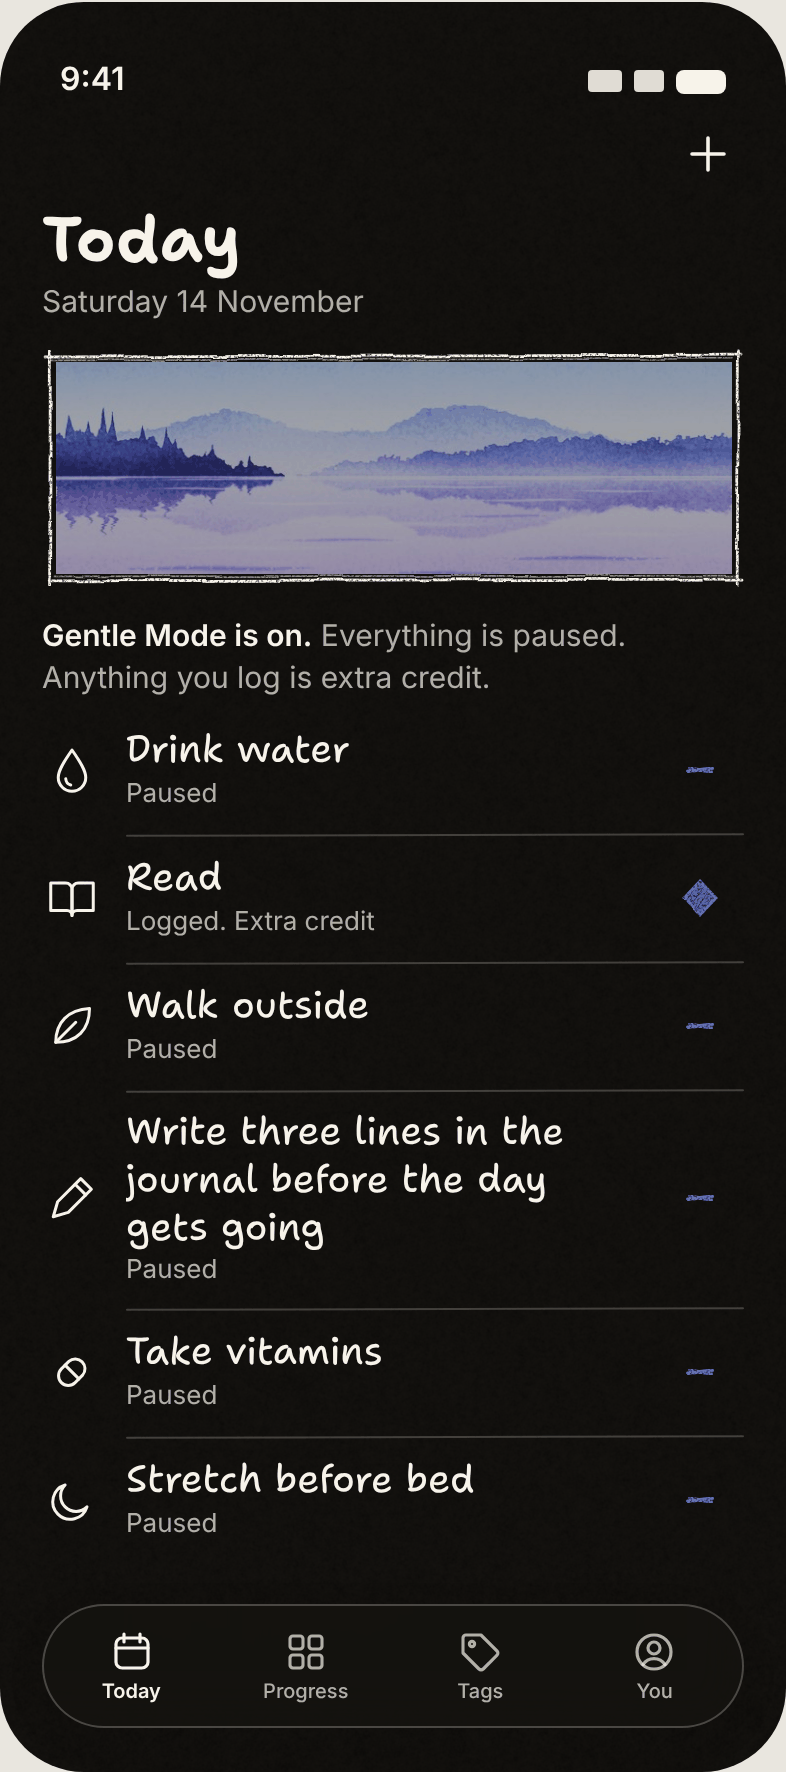 9:41
Today
Saturday 14 November
Gentle Mode is on. Everything is paused.
Anything you log is extra credit.
Drink water
Paused
Read
Logged. Extra credit
Walk outside
Paused
Write three lines in the
journal before the day
gets going
Paused
Take vitamins
Paused
Stretch before bed
Paused
Today
Progress
Tags
You